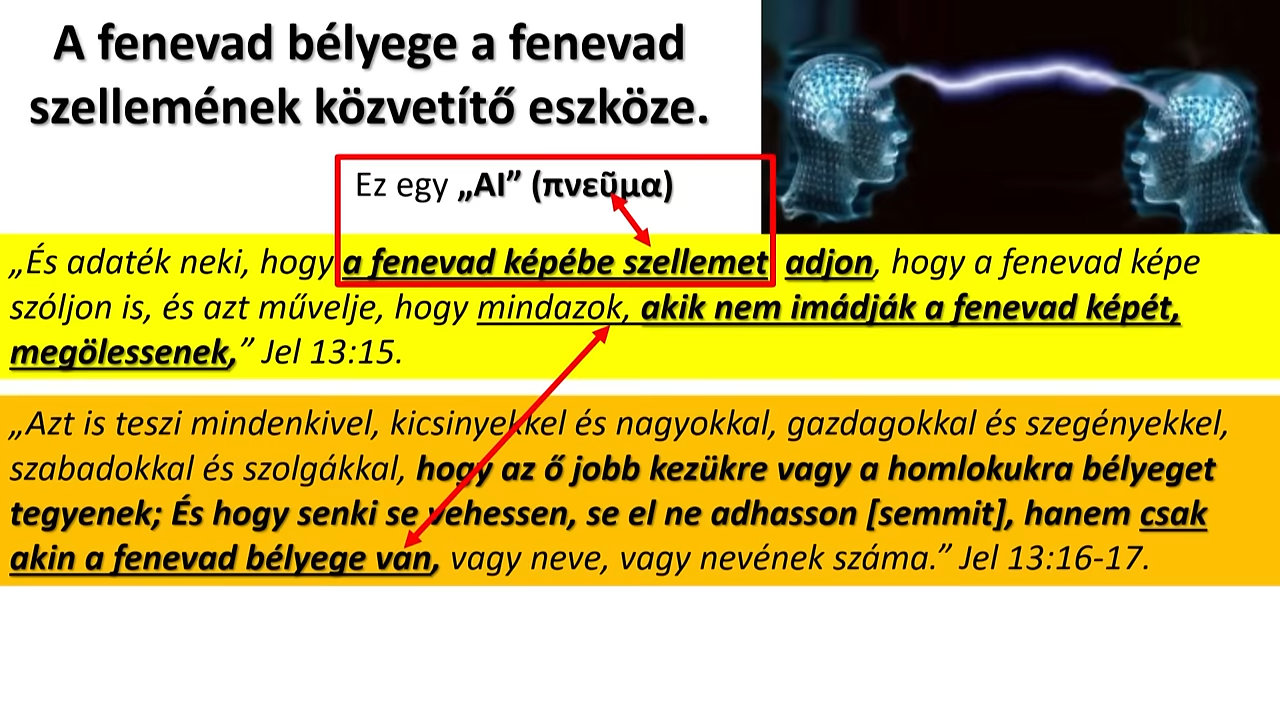 A fenevad bélyege a fenevad
szellemének közvetítő eszköze.
Ez egy „AI” (πνεῦμα)
„És adaték neki, hogy a fenevad képébe szellemet adjon, hogy a fenevad képe
szóljon is, és azt művelje, hogy mindazok, akik nem imádják a fenevad képét,
megölessenek,” Jel 13:15.
„Azt is teszi mindenkivel, kicsinyekkel és nagyokkal, gazdagokkal és szegényekkel,
szabadokkal és szolgákkal, hogy az ő jobb kezükre vagy a homlokukra bélyeget
tegyenek; És hogy senki se vehessen, se el ne adhasson [semmit], hanem csak
akin a fenevad bélyege van, vagy neve, vagy nevének száma.” Jel 13:16-17.